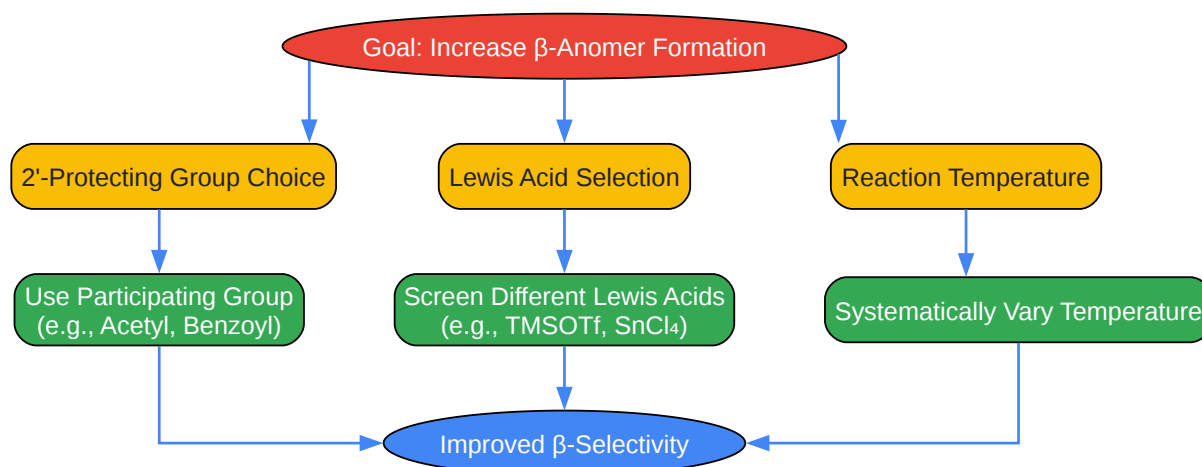 Goal: Increase β-Anomer Formation
2'-Protecting Group Choice
Lewis Acid Selection
Reaction Temperature
Use Participating Group
(e.g., Acetyl, Benzoyl)
Screen Different Lewis Acids
(e.g., TMSOTf, SnCl₄)
Systematically Vary Temperature
Improved β-Selectivity